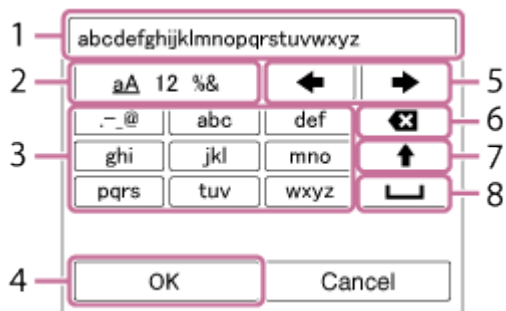 1 abcdefghijklmnopqrstuvwxyz
2 aA 12 %& 5
.-_@ abc def 6
3 ghi jkl mno 7
pqrs tuv wxyz 8
4 OK Cancel